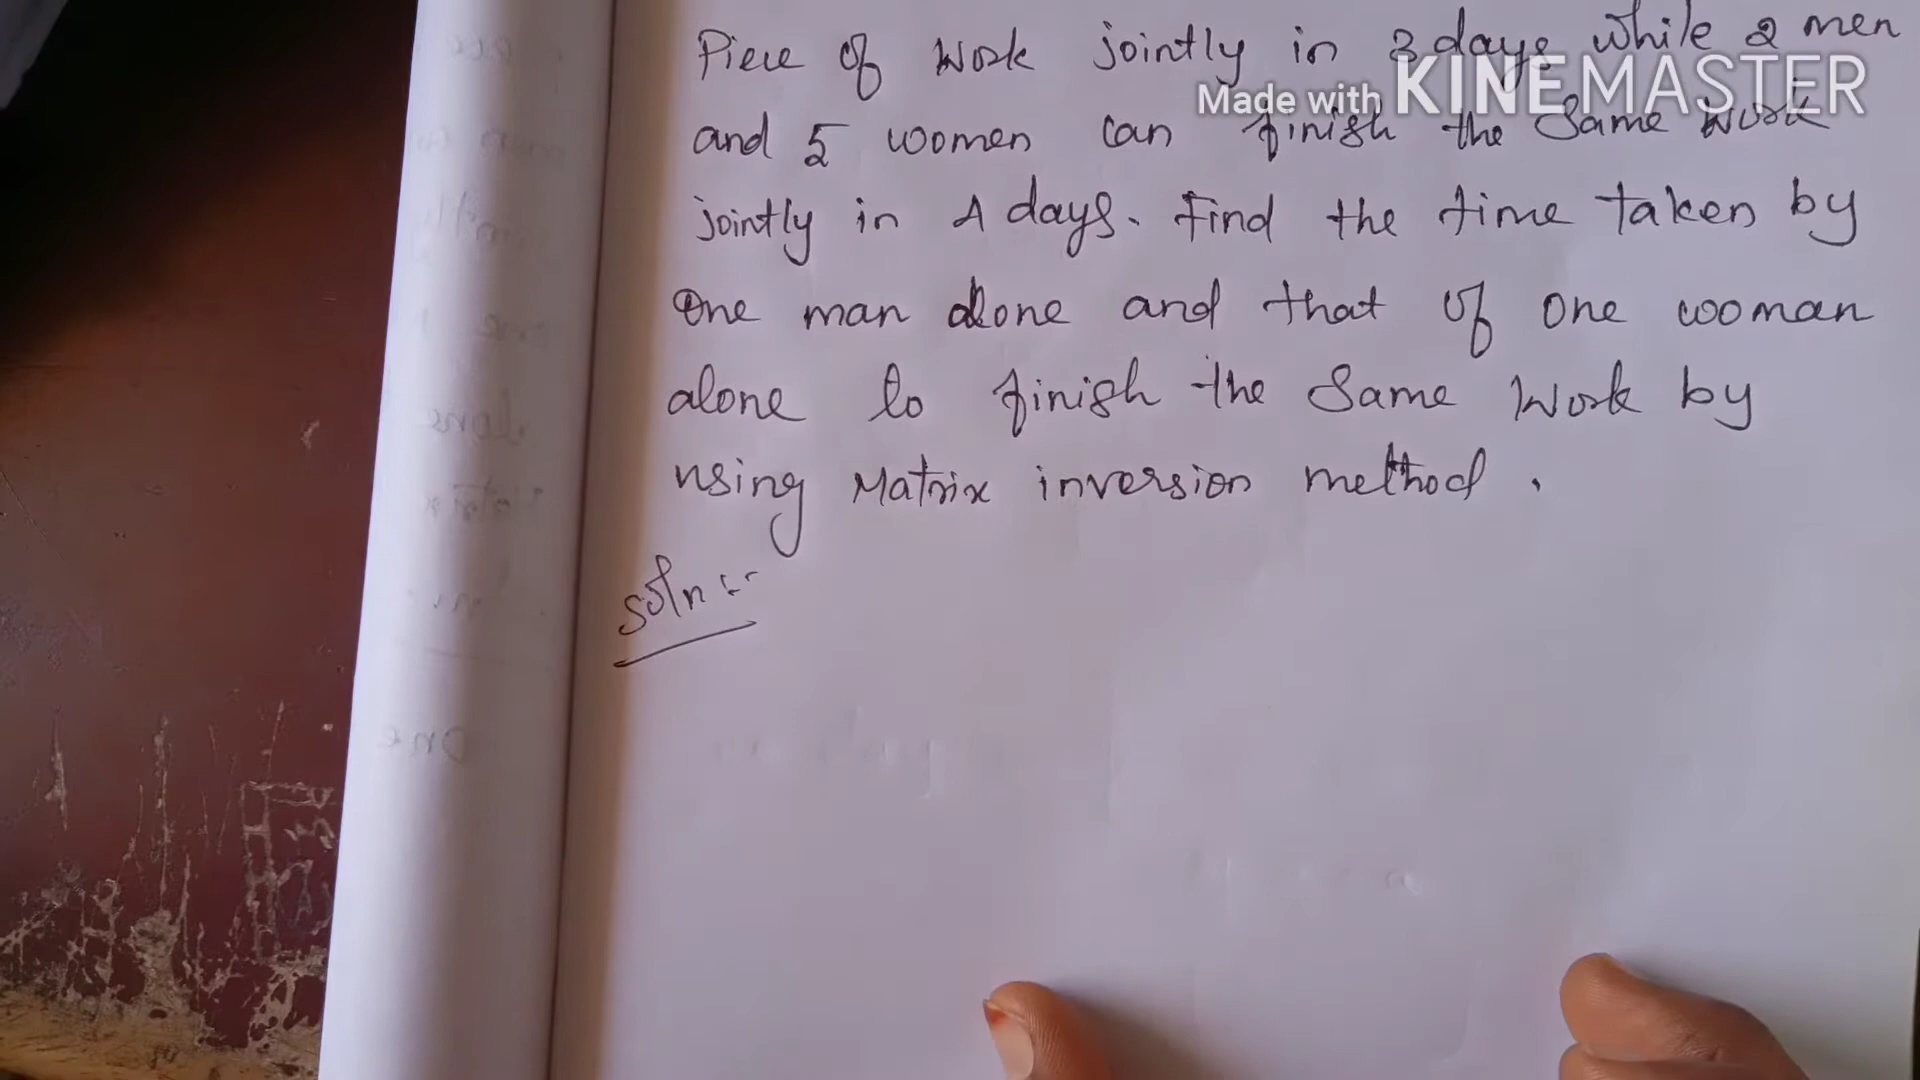 Piece of work jointly in 3 days while 2 men
Made with KINEMASTER
and 5 women can finish the same work
jointly in 4 days. Find the time taken by
One man alone and that of one woman
alone to finish the same work by
using Matrix inversion method.
soln :-